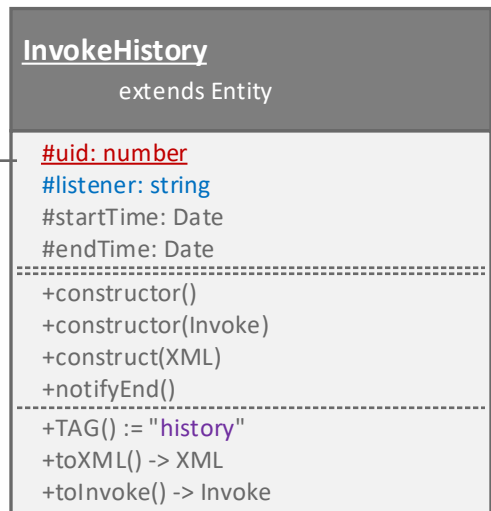 InvokeHistory
extends Entity
#uid: number
#listener: string
#startTime: Date
#endTime: Date
+constructor()
+constructor(Invoke)
+construct(XML)
+notifyEnd()
+TAG() := "history"
+toXML() -> XML
+toInvoke() -> Invoke